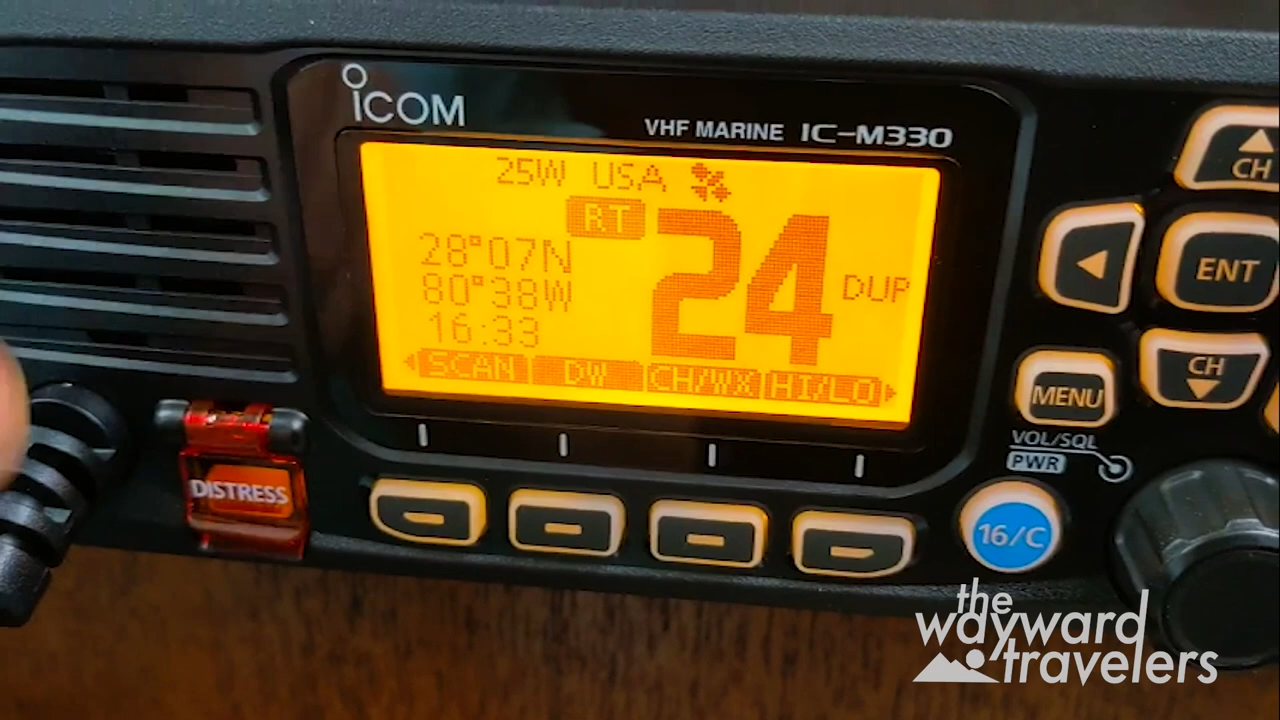 ICOM
VHF MARINE IC-M330
25W USA
RT
24
28°07N
80°38W
DUP
16:33
SCAN DW CH/WX HI/LO
CH
ENT
CH
MENU
VOL/SQL
PWR
DISTRESS
16/C
the
wayward
travelers